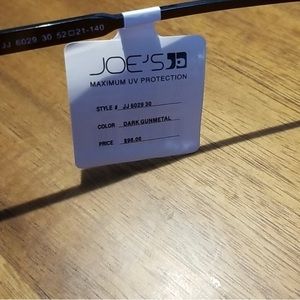 JJ 6029 30 52□21-140
JOE'S
MAXIMUM UV PROTECTION
STYLE # JJ 6029 30
COLOR DARK GUNMETAL
PRICE $96.00